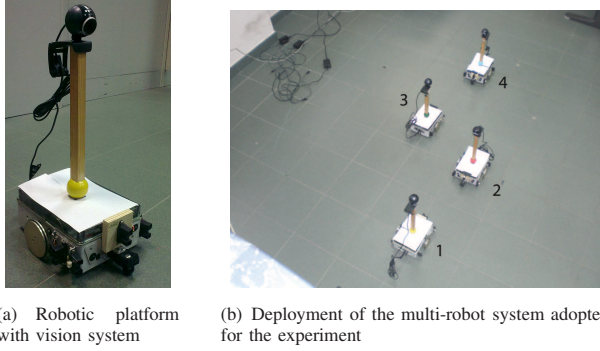 4
3
2
1
a) Robotic platform
with vision system
(b) Deployment of the multi-robot system adopte
for the experiment